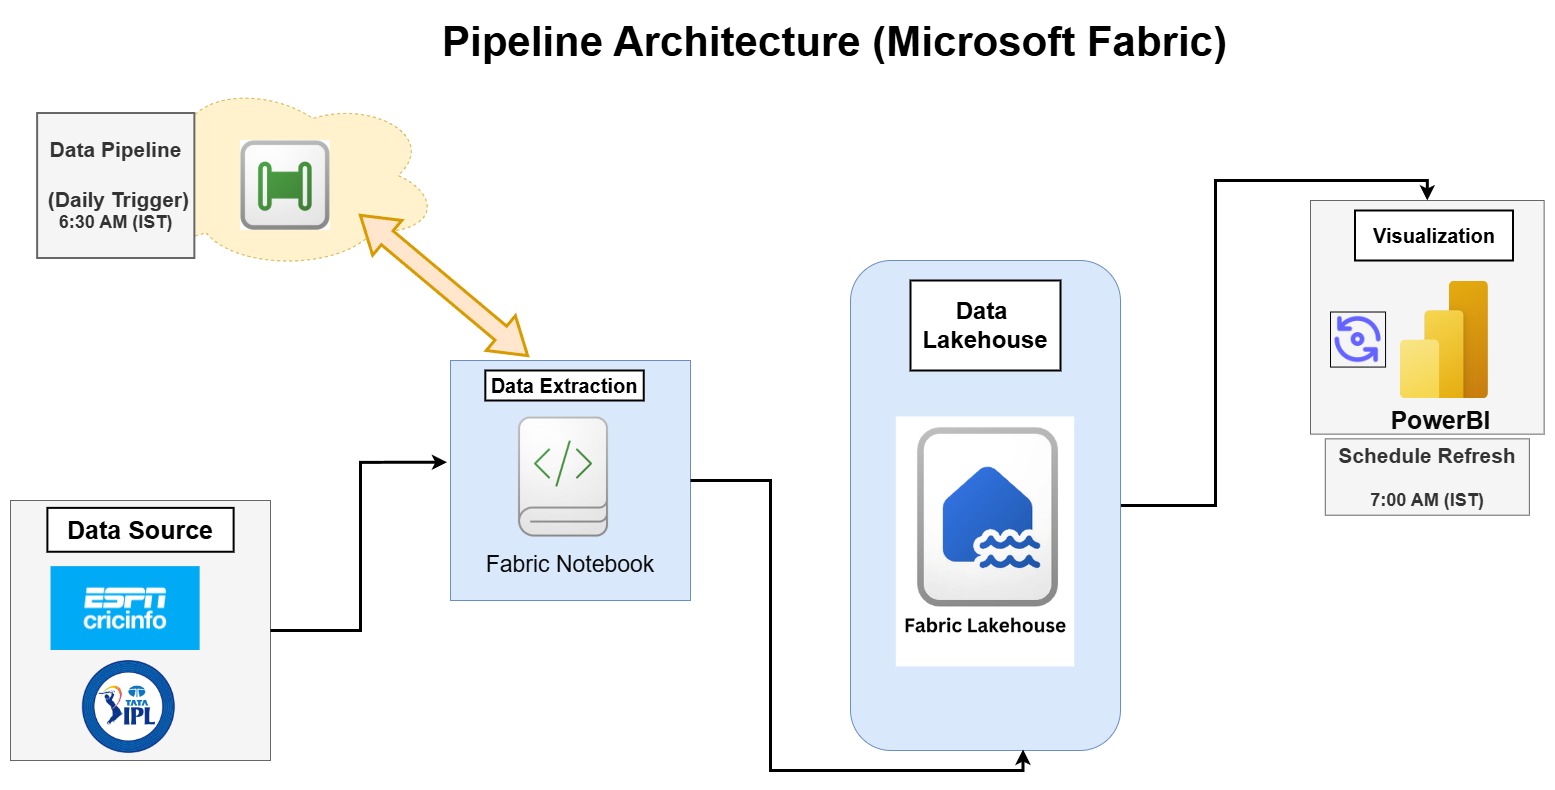 Pipeline Architecture (Microsoft Fabric)
Data Pipeline
(Daily Trigger)
6:30 AM (IST)
Data Source
ESPN
cricinfo
TATA
IPL
Data Extraction
</>
Fabric Notebook
Data
Lakehouse
Fabric Lakehouse
Visualization
PowerBI
Schedule Refresh
7:00 AM (IST)